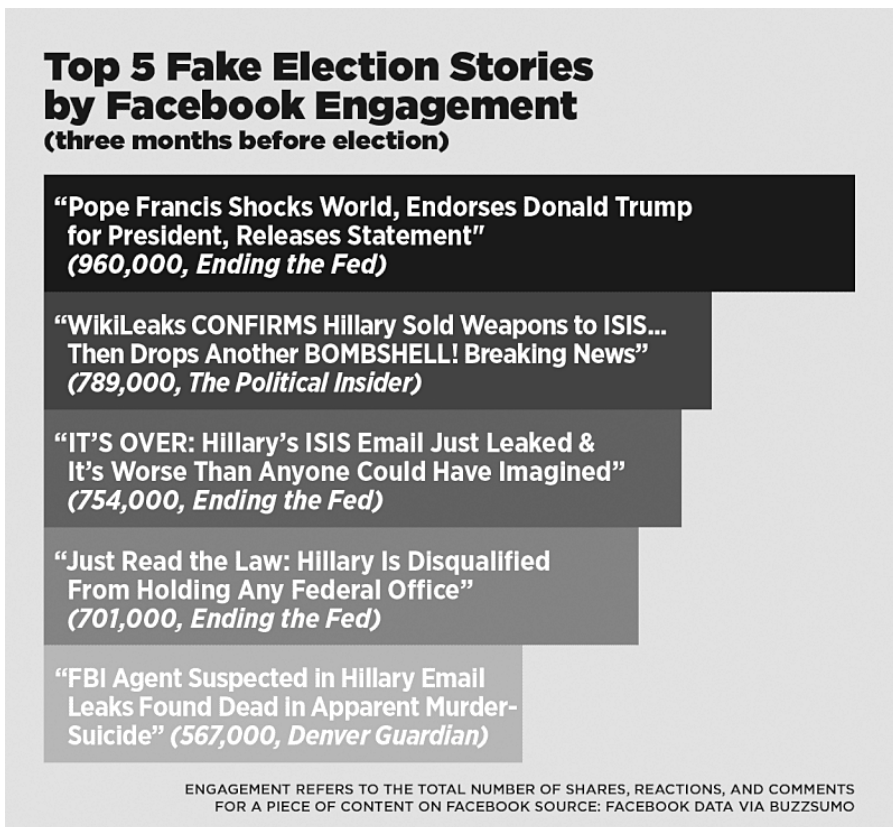 Top 5 Fake Election Stories
by Facebook Engagement
(three months before election)
“Pope Francis Shocks World, Endorses Donald Trump
for President, Releases Statement"
(960,000, Ending the Fed)
“WikiLeaks CONFIRMS Hillary Sold Weapons to ISIS...
Then Drops Another BOMBSHELL! Breaking News”
(789,000, The Political Insider)
“IT’S OVER: Hillary’s ISIS Email Just Leaked &
It’s Worse Than Anyone Could Have Imagined”
(754,000, Ending the Fed)
“Just Read the Law: Hillary Is Disqualified
From Holding Any Federal Office”
(701,000, Ending the Fed)
“FBI Agent Suspected in Hillary Email
Leaks Found Dead in Apparent Murder-
Suicide” (567,000, Denver Guardian)
ENGAGEMENT REFERS TO THE TOTAL NUMBER OF SHARES, REACTIONS, AND COMMENTS
FOR A PIECE OF CONTENT ON FACEBOOK SOURCE: FACEBOOK DATA VIA BUZZSUMO